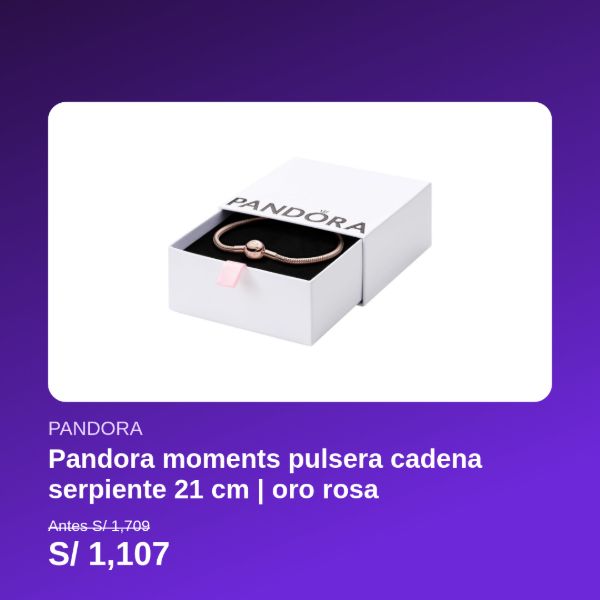 PANDORA
PANDORA
Pandora moments pulsera cadena
serpiente 21 cm | oro rosa
Antes S/ 1,709
S/ 1,107